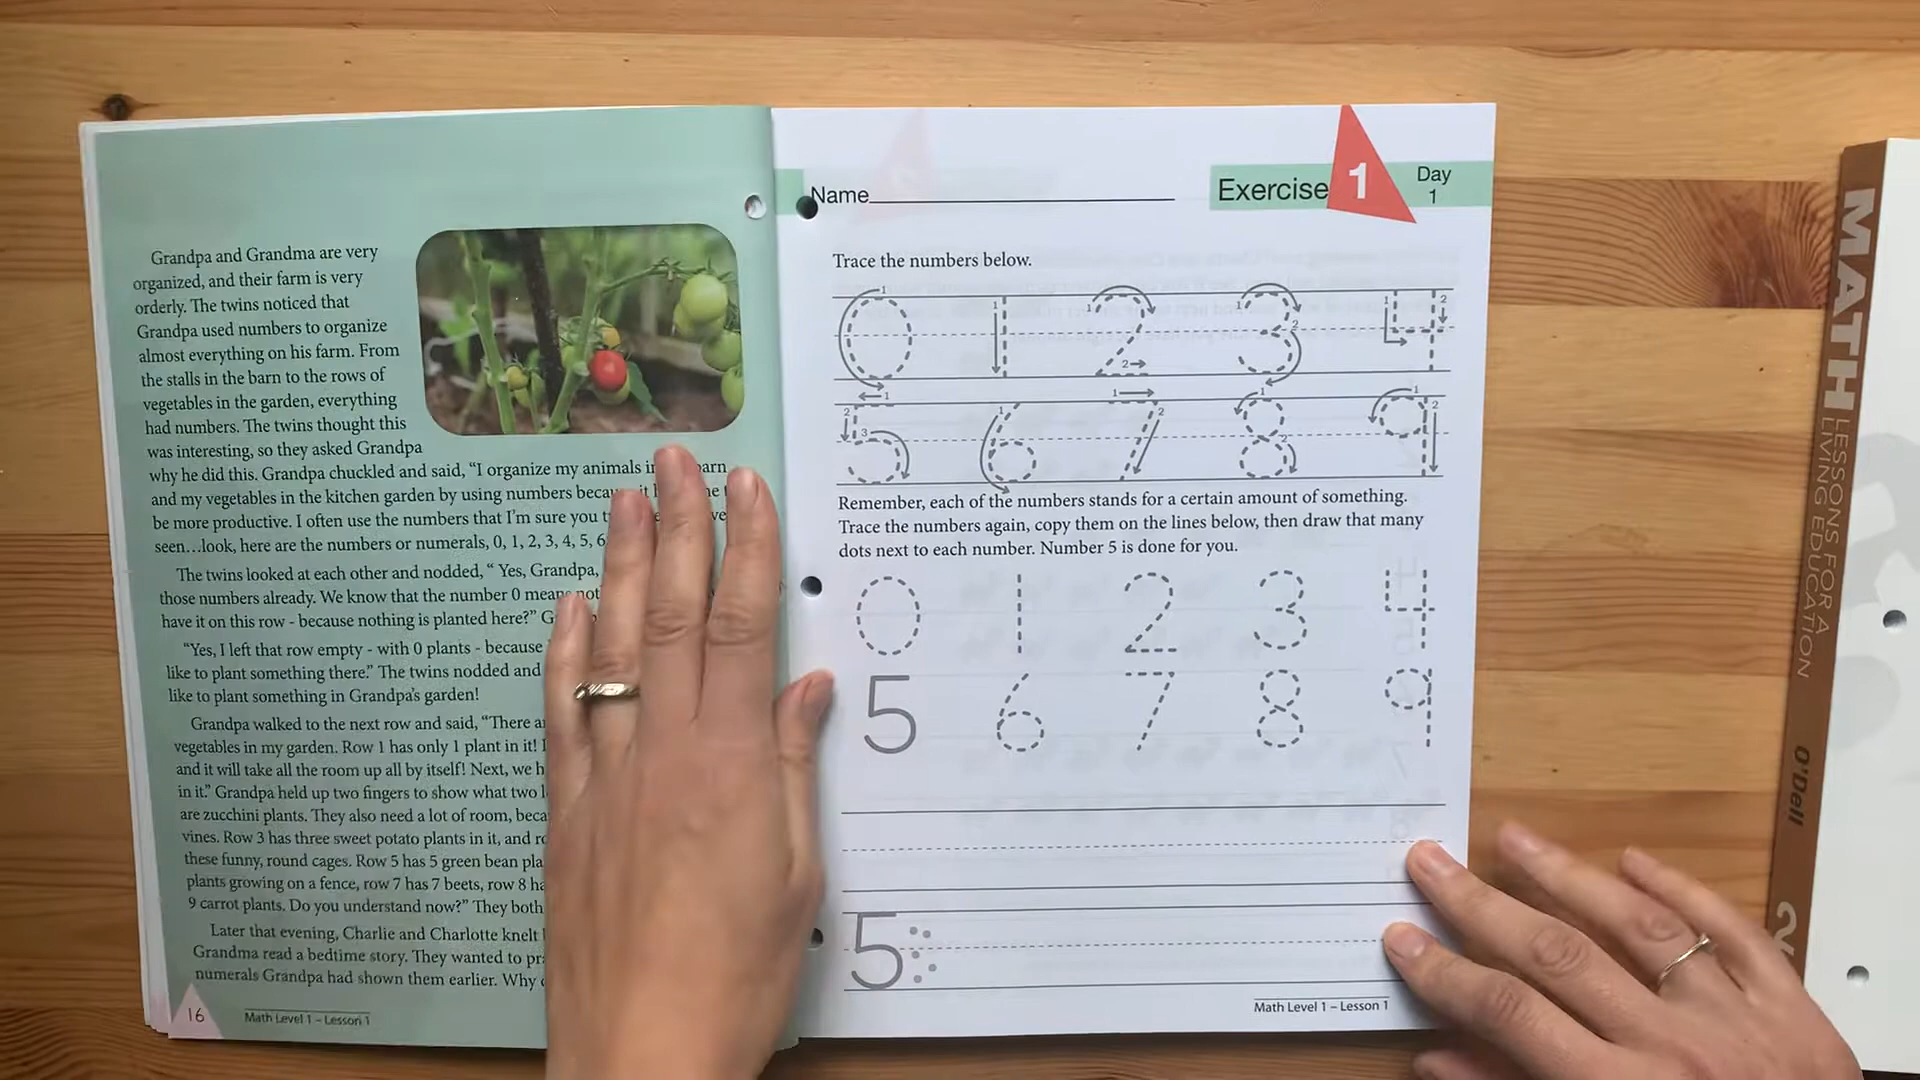 Grandpa and Grandma are very
organized, and their farm is very
orderly. The twins noticed that
Grandpa used numbers to organize
almost everything on his farm. From
the stalls in the barn to the rows of
vegetables in the garden, everything
had numbers. The twins thought this
was interesting, so they asked Grandpa
why he did this. Grandpa chuckled and said, “I organize my animals in barn
and my vegetables in the kitchen garden by using numbers
be more productive. I often use the numbers that I’m sure you
seen…look, here are the numbers or numerals, 0, 1, 2, 3, 4, 5, 6
The twins looked at each other and nodded, “ Yes, Grandpa,
those numbers already. We know that the number 0 means not
have it on this row - because nothing is planted here?”
“Yes, I left that row empty - with 0 plants - because
like to plant something there.” The twins nodded and
like to plant something in Grandpa’s garden!
Grandpa walked to the next row and said, “There
vegetables in my garden. Row 1 has only 1 plant in it!
and it will take all the room up all by itself! Next, we
in it.” Grandpa held up two fingers to show what two
are zucchini plants. They also need a lot of room,
vines. Row 3 has three sweet potato plants in it, and
these funny, round cages. Row 5 has 5 green bean
plants growing on a fence, row 7 has 7 beets, row 8
9 carrot plants. Do you understand now?” They both
Later that evening, Charlie and Charlotte knelt
Grandma read a bedtime story. They wanted to
numerals Grandpa had shown them earlier. Why
16
Math Level 1 – Lesson 1
Name
Exercise 1
Day
1
Trace the numbers below.
0 1 2 3 4
5 6 7 8 9
Remember, each of the numbers stands for a certain amount of something.
Trace the numbers again, copy them on the lines below, then draw that many
dots next to each number. Number 5 is done for you.
0 1 2 3 4
5 6 7 8 9
5
Math Level 1 – Lesson 1
MATH
LESSONS FOR A
LIVING EDUCATION
O'Dell
2